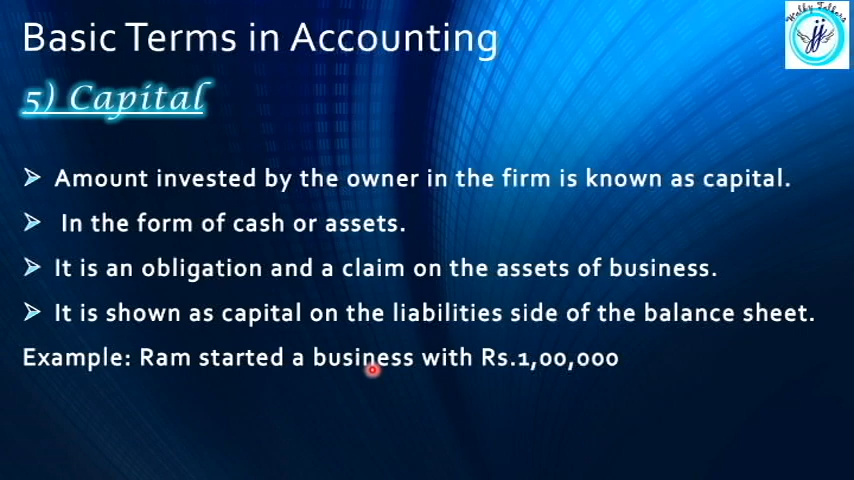 Basic Terms in Accounting
Walky Talkers
jj
5) Capital
➢ Amount invested by the owner in the firm is known as capital.
➢ In the form of cash or assets.
➢ It is an obligation and a claim on the assets of business.
➢ It is shown as capital on the liabilities side of the balance sheet.
Example: Ram started a business with Rs.1,00,000